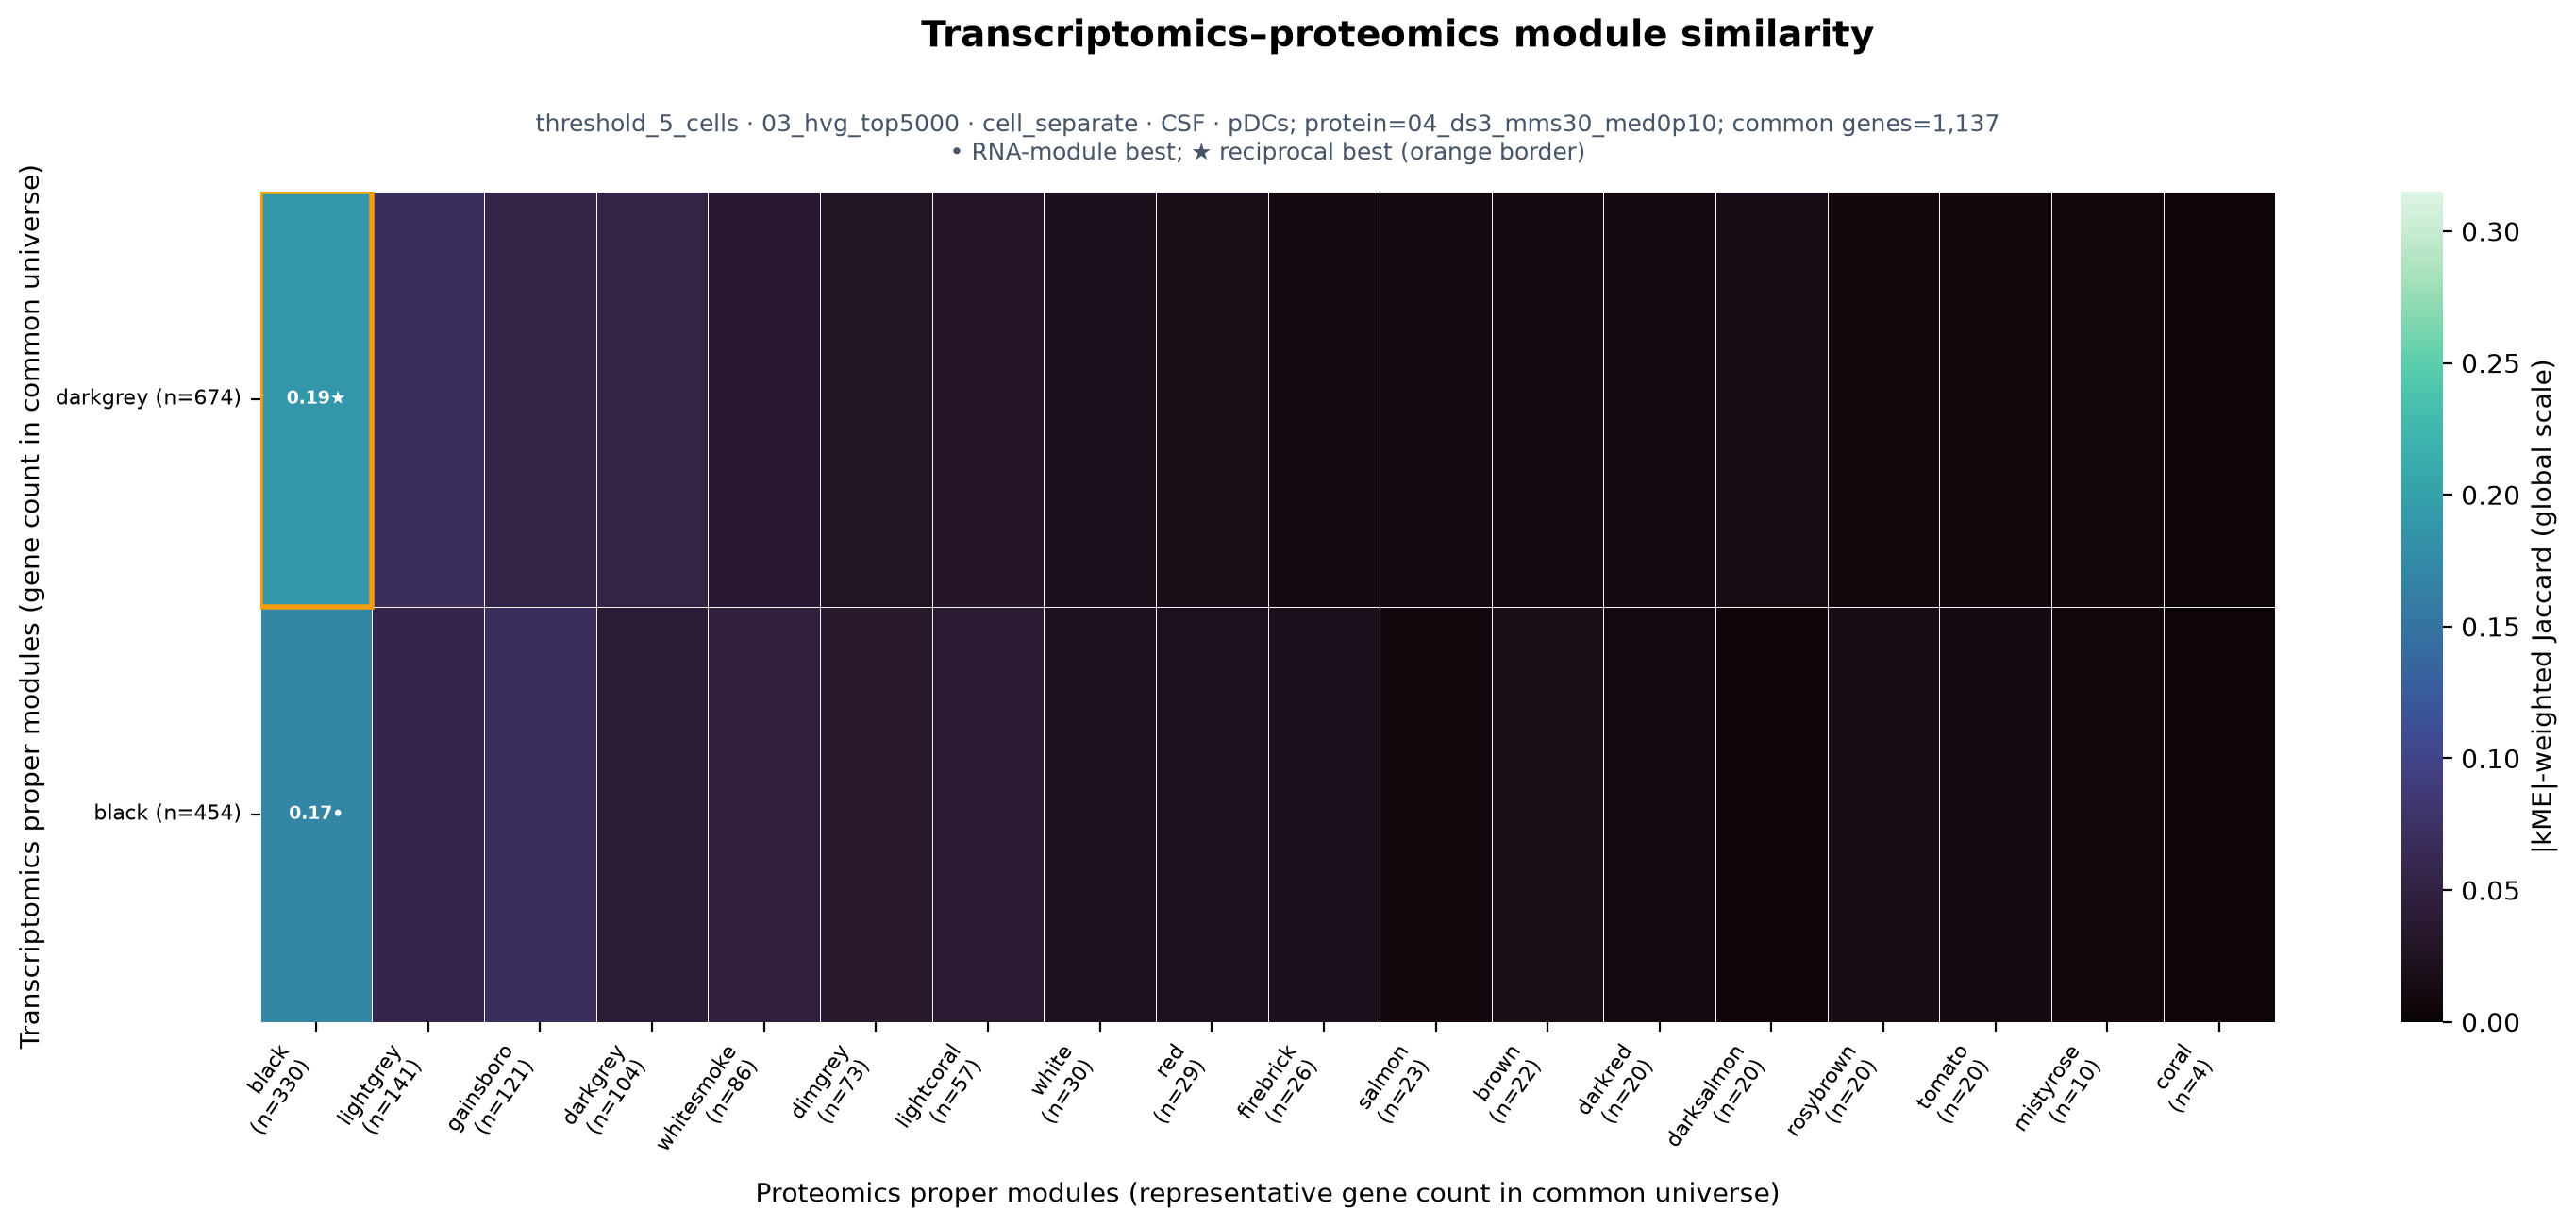 Transcriptomics–proteomics module similarity
threshold_5_cells · 03_hvg_top5000 · cell_separate · CSF · pDCs; protein=04_ds3_mms30_med0p10; common genes=1,137
• RNA-module best; ★ reciprocal best (orange border)
Transcriptomics proper modules (gene count in common universe)
darkgrey (n=674)
black (n=454)
0.19★
0.17•
black
(n=330)
lightgrey
(n=141)
gainsboro
(n=121)
darkgrey
(n=104)
whitesmoke
(n=86)
dimgrey
(n=73)
lightcoral
(n=57)
white
(n=30)
red
(n=29)
firebrick
(n=26)
salmon
(n=23)
brown
(n=22)
darkred
(n=20)
darksalmon
(n=20)
rosybrown
(n=20)
tomato
(n=20)
mistyrose
(n=10)
coral
(n=4)
Proteomics proper modules (representative gene count in common universe)
0.30
0.25
0.20
0.15
0.10
0.05
0.00
|kME|-weighted Jaccard (global scale)